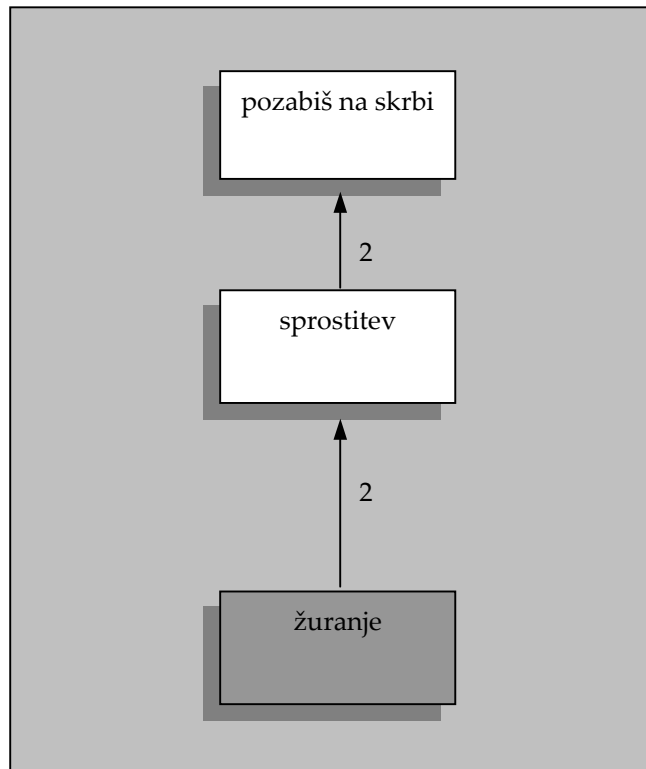 pozabiš na skrbi
2
sprostitev
2
žuranje